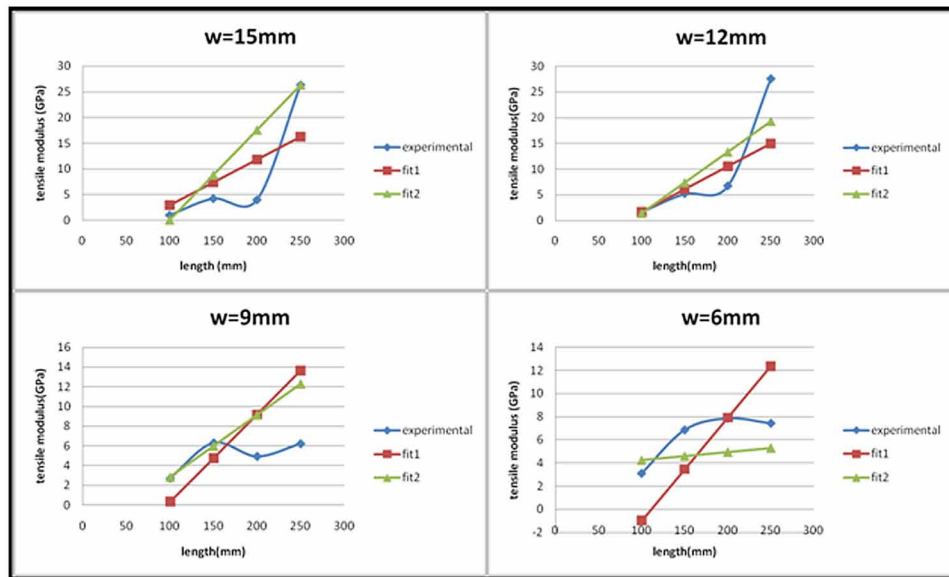 w=15mm
30
25
20
15
10
5
0
0 50 100 150 200 250 300
tensile modulus (GPa)
length (mm)
experimental
fit1
fit2
w=12mm
30
25
20
15
10
5
0
0 50 100 150 200 250 300
tensile modulus(GPa)
length(mm)
experimental
fit1
fit2
w=9mm
16
14
12
10
8
6
4
2
0
0 50 100 150 200 250 300
tensile modulus(GPa)
length(mm)
experimental
fit1
fit2
w=6mm
14
12
10
8
6
4
2
0
-2
0 50 100 150 200 250 300
tensile modulus (GPa)
length(mm)
experimental
fit1
fit2